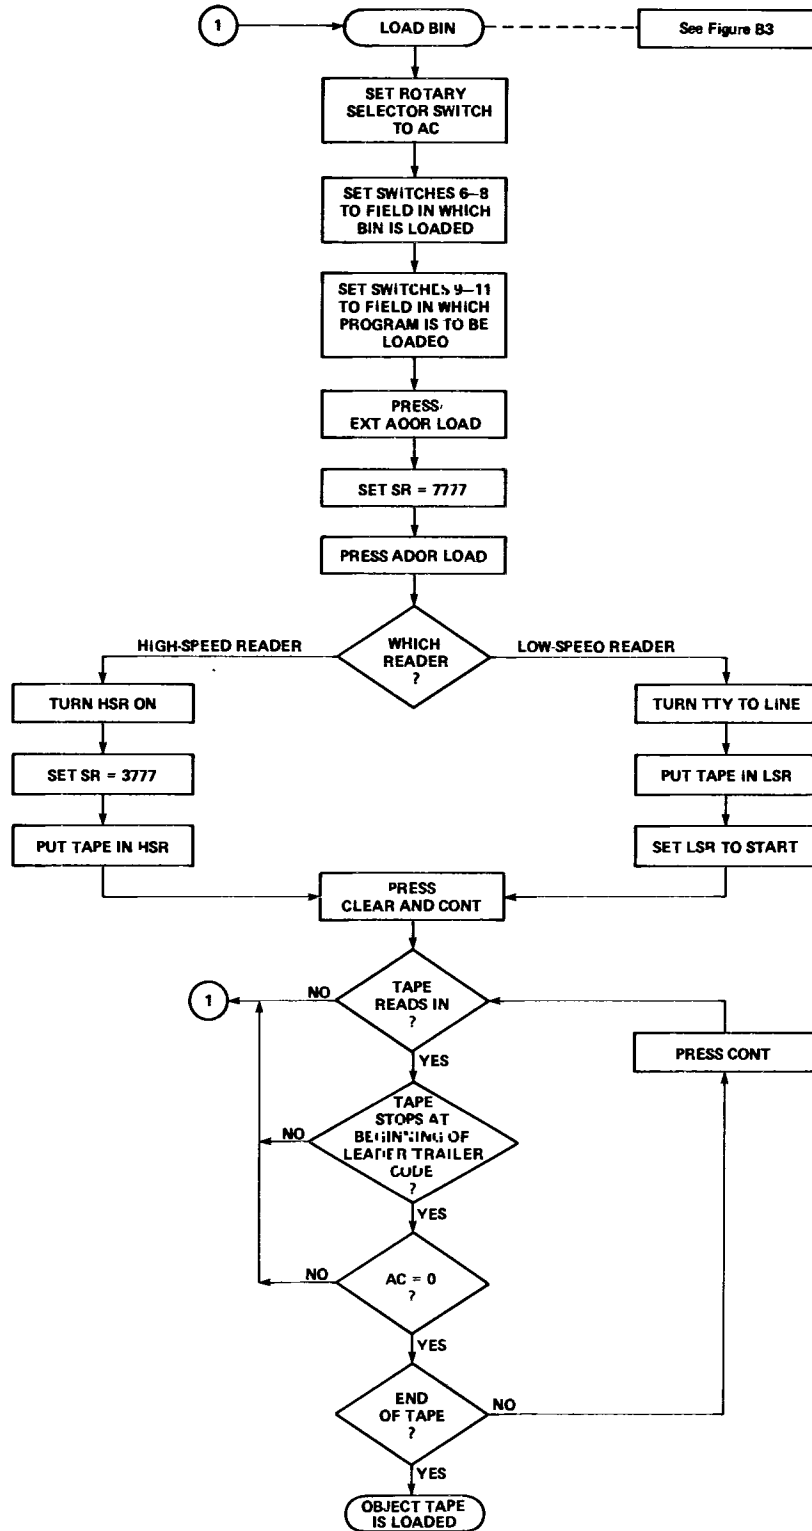 1
LOAD BIN
See Figure B3
SET ROTARY
SELECTOR SWITCH
TO AC
SET SWITCHES 6–8
TO FIELD IN WHICH
BIN IS LOADED
SET SWITCHES 9–11
TO FIELD IN WHICH
PROGRAM IS TO BE
LOADEO
PRESS
EXT AOOR LOAD
SET SR = 7777
PRESS ADOR LOAD
HIGH-SPEED READER
WHICH
READER
?
LOW-SPEEO READER
TURN HSR ON
TURN TTY TO LINE
SET SR = 3777
PUT TAPE IN LSR
PUT TAPE IN HSR
SET LSR TO START
PRESS
CLEAR AND CONT
1
NO
TAPE
READS IN
?
YES
PRESS CONT
NO
TAPE
STOPS AT
BEGINNING OF
LEADER TRAILER
CODE
?
YES
NO
AC = 0
?
YES
END
OF TAPE
?
NO
YES
OBJECT TAPE
IS LOADED